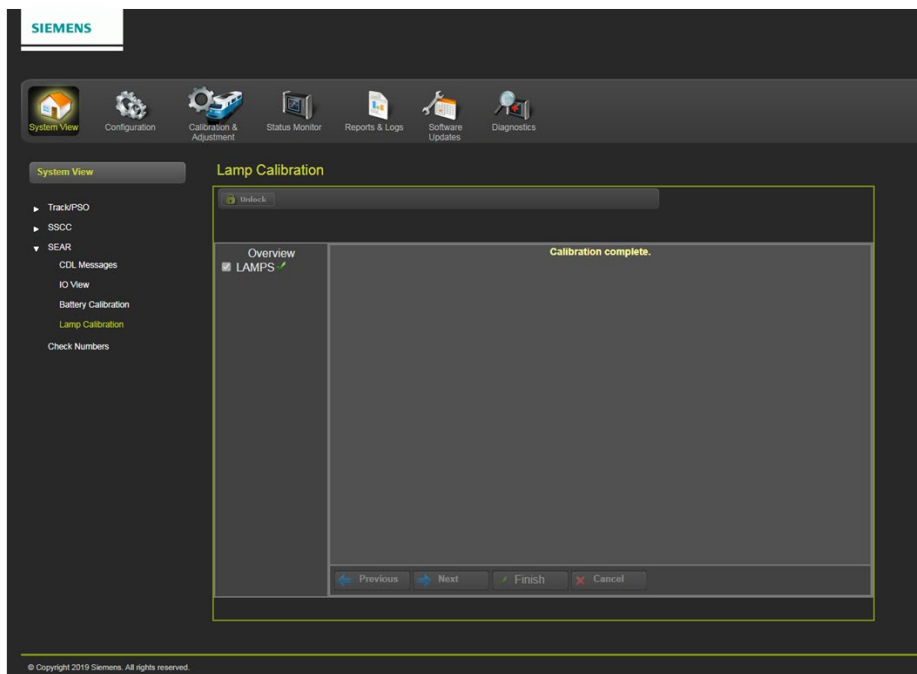 SIEMENS
System View
Configuration
Calibration &
Adjustment
Status Monitor
Reports & Logs
Software
Updates
Diagnostics
System View
Track/PSO
SSCC
SEAR
CDL Messages
IO View
Battery Calibration
Lamp Calibration
Check Numbers
Lamp Calibration
Unlock
Overview
LAMPS
Calibration complete.
Previous
Next
Finish
Cancel
© Copyright 2019 Siemens. All rights reserved.